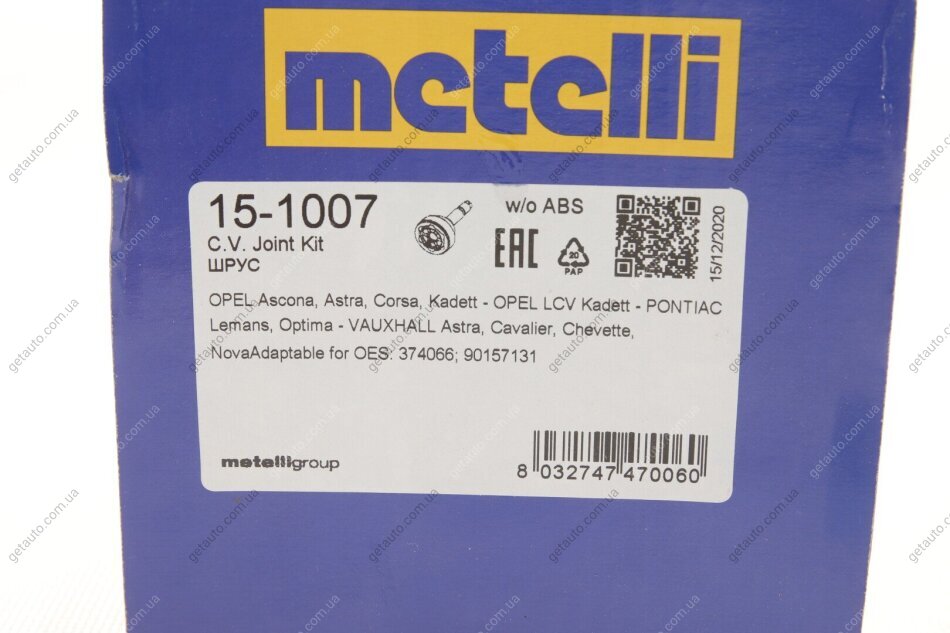 metelli
15-1007
C.V. Joint Kit
ШРУС
w/o ABS
EAC
20
PAP
15/12/2020
OPEL Ascona, Astra, Corsa, Kadett - OPEL LCV Kadett - PONTIAC
Lemans, Optima - VAUXHALL Astra, Cavalier, Chevette,
NovaAdaptable for OES: 374066; 90157131
metelligroup
8 032747 470060
getauto.com.ua